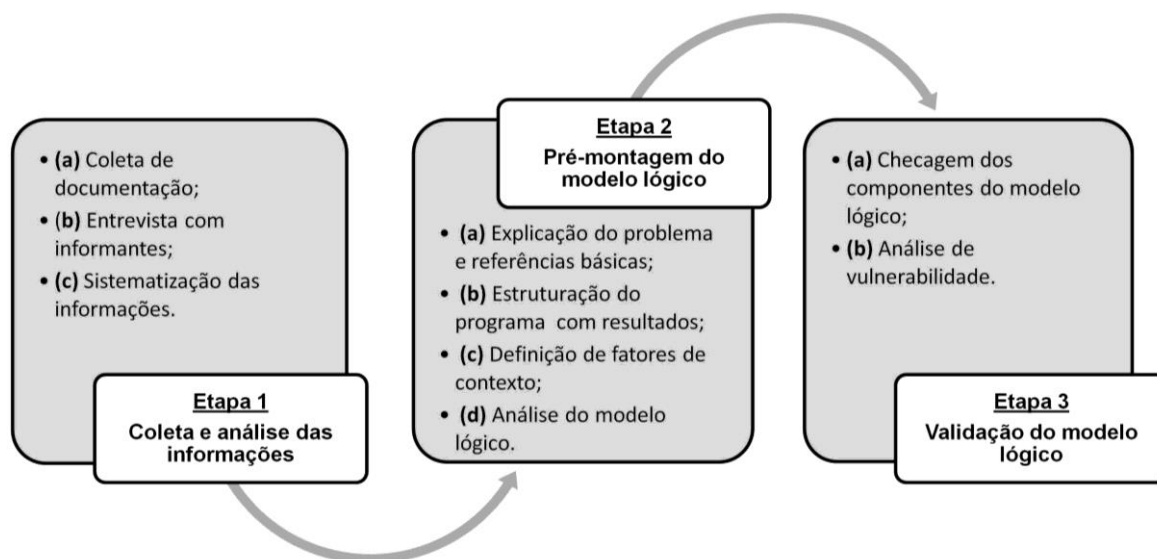 • (a) Coleta de
documentação;
• (b) Entrevista com
informantes;
• (c) Sistematização das
informações.
Etapa 1
Coleta e análise das
informações
Etapa 2
Pré-montagem do
modelo lógico
• (a) Explicação do problema
e referências básicas;
• (b) Estruturação do
programa com resultados;
• (c) Definição de fatores de
contexto;
• (d) Análise do modelo
lógico.
• (a) Checagem dos
componentes do modelo
lógico;
• (b) Análise de
vulnerabilidade.
Etapa 3
Validação do modelo
lógico